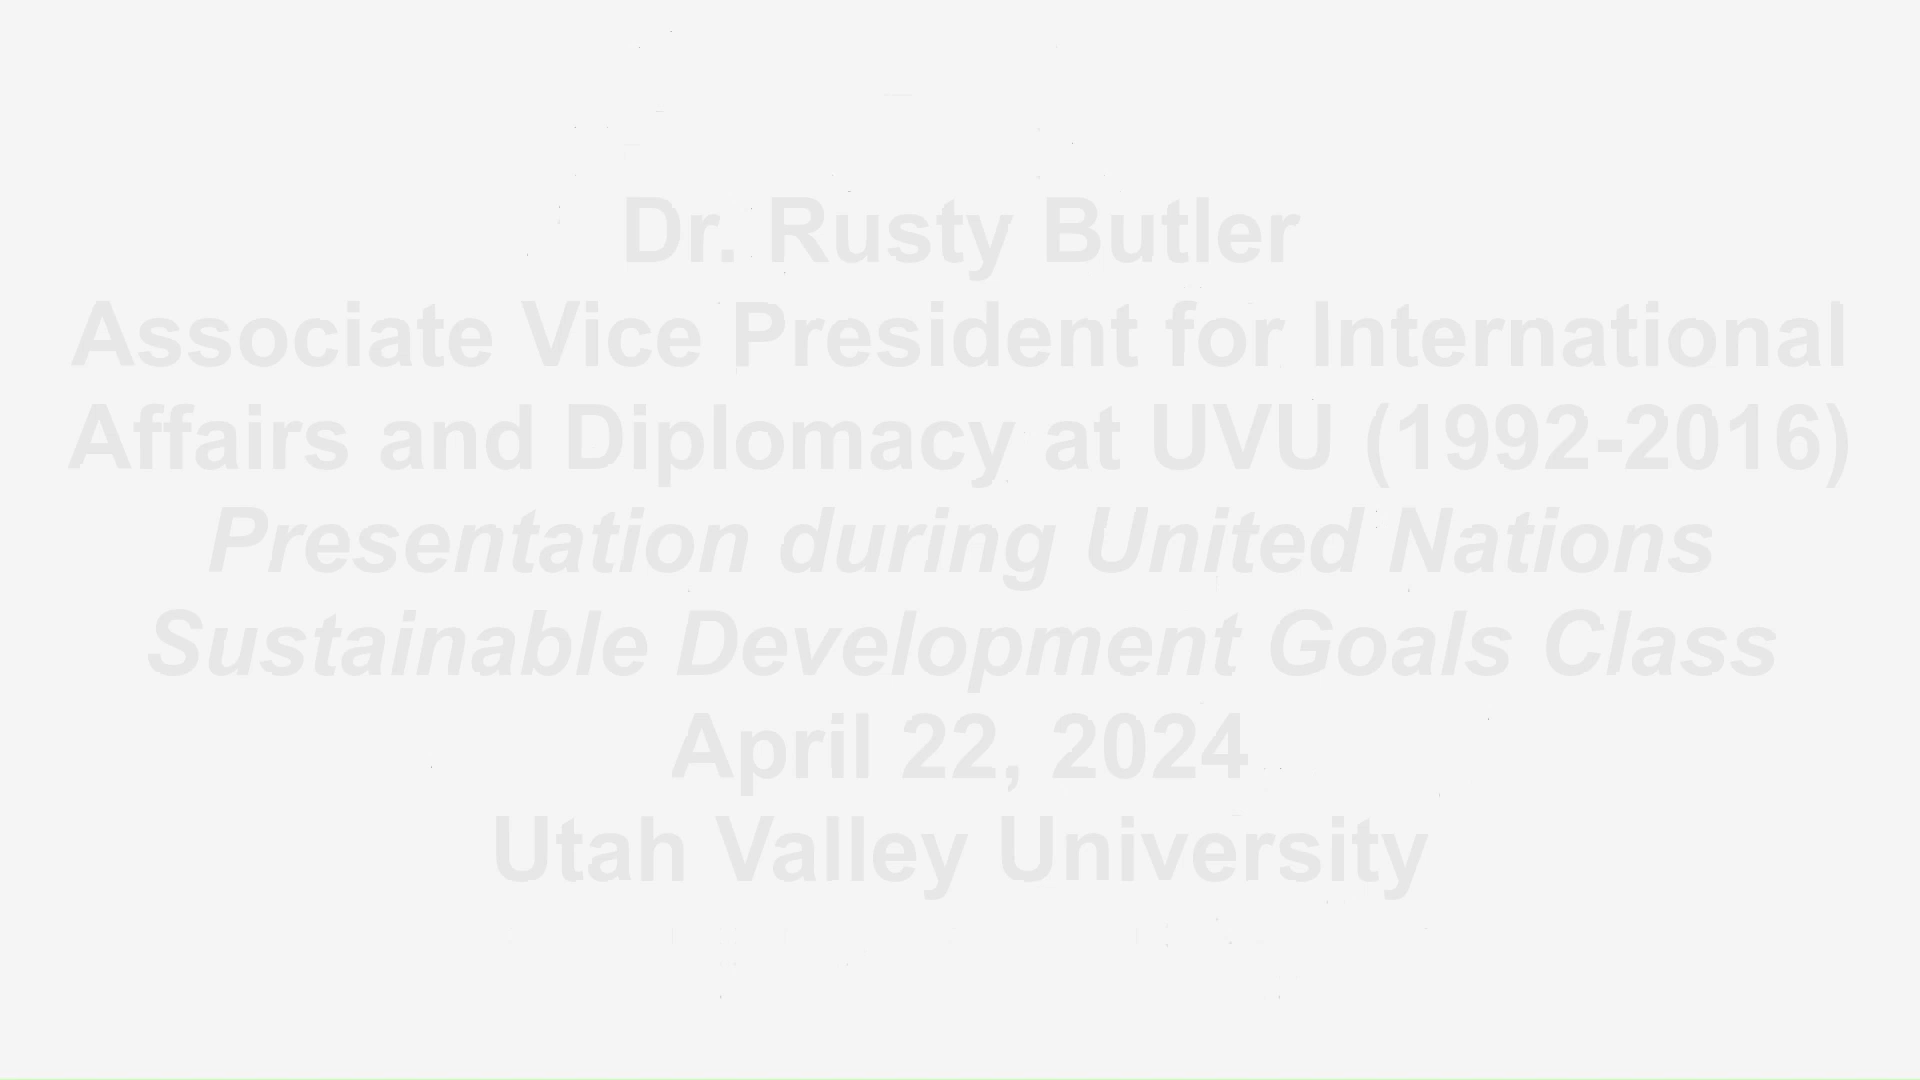 Dr. Rusty Butler
Associate Vice President for International
Affairs and Diplomacy at UVU (1992-2016)
Presentation during United Nations
Sustainable Development Goals Class
April 22, 2024
Utah Valley University